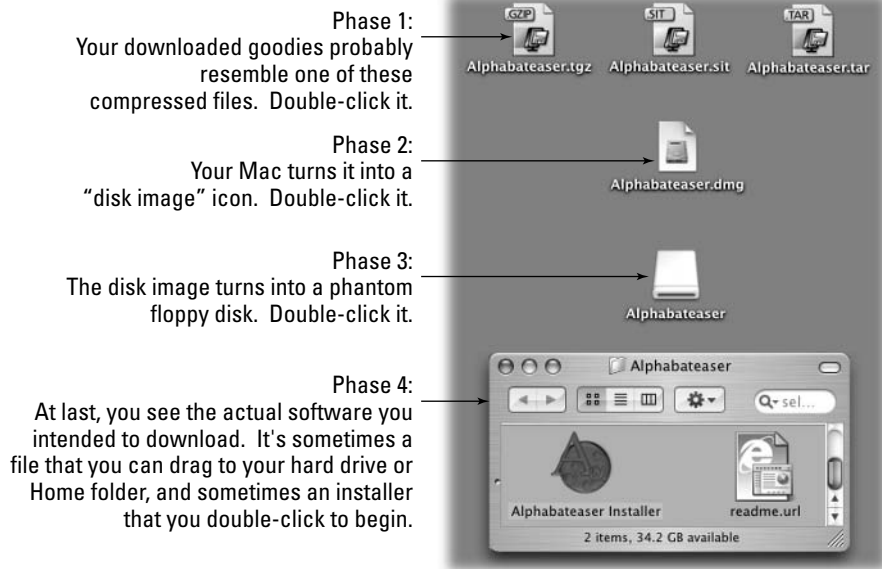 Phase 1:
Your downloaded goodies probably
resemble one of these
compressed files. Double-click it.
.GZIP
.SIT
.TAR
Alphabateaser.tgz
Alphabateaser.sit
Alphabateaser.tar
Phase 2:
Your Mac turns it into a
“disk image” icon. Double-click it.
Alphabateaser.dmg
Phase 3:
The disk image turns into a phantom
floppy disk. Double-click it.
Alphabateaser
Phase 4:
At last, you see the actual software you
intended to download. It's sometimes a
file that you can drag to your hard drive or
Home folder, and sometimes an installer
that you double-click to begin.
Alphabateaser
sel...
Alphabateaser Installer
readme.url
2 items, 34.2 GB available